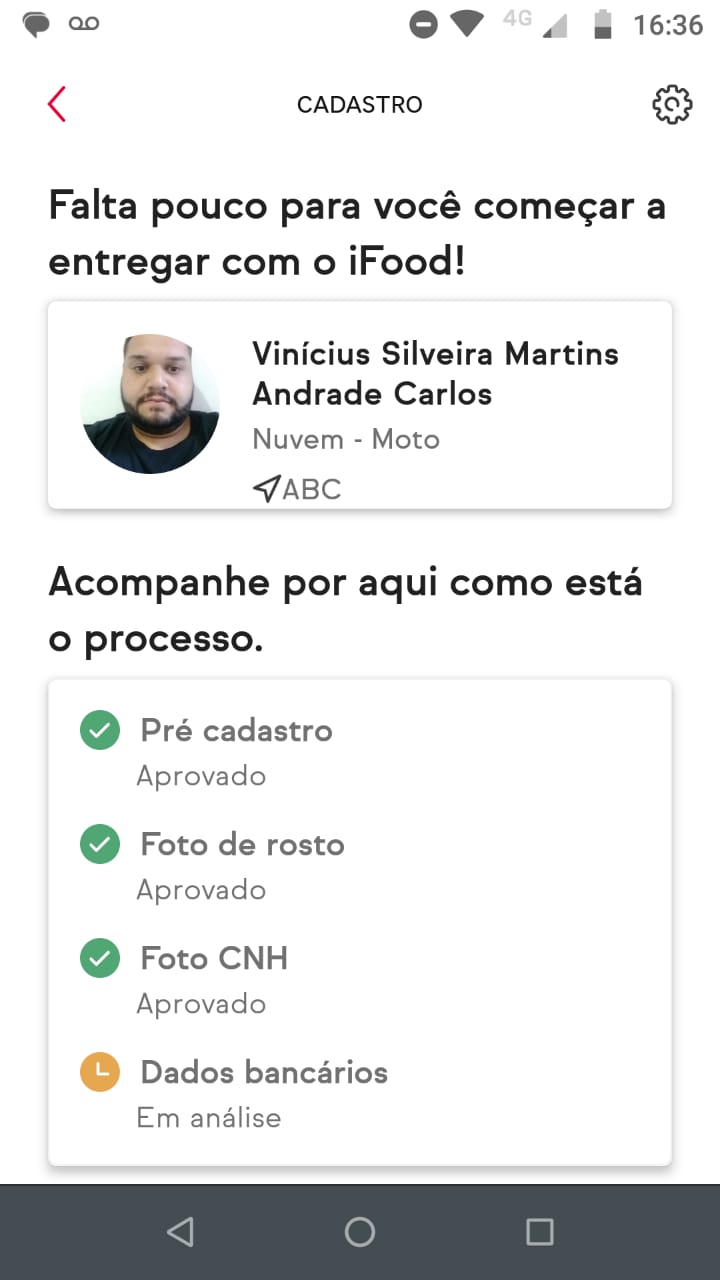 4G 16:36
CADASTRO
Falta pouco para você começar a
entregar com o iFood!
Vinícius Silveira Martins
Andrade Carlos
Nuvem - Moto
ABC
Acompanhe por aqui como está
o processo.
Pré cadastro
Aprovado
Foto de rosto
Aprovado
Foto CNH
Aprovado
Dados bancários
Em análise